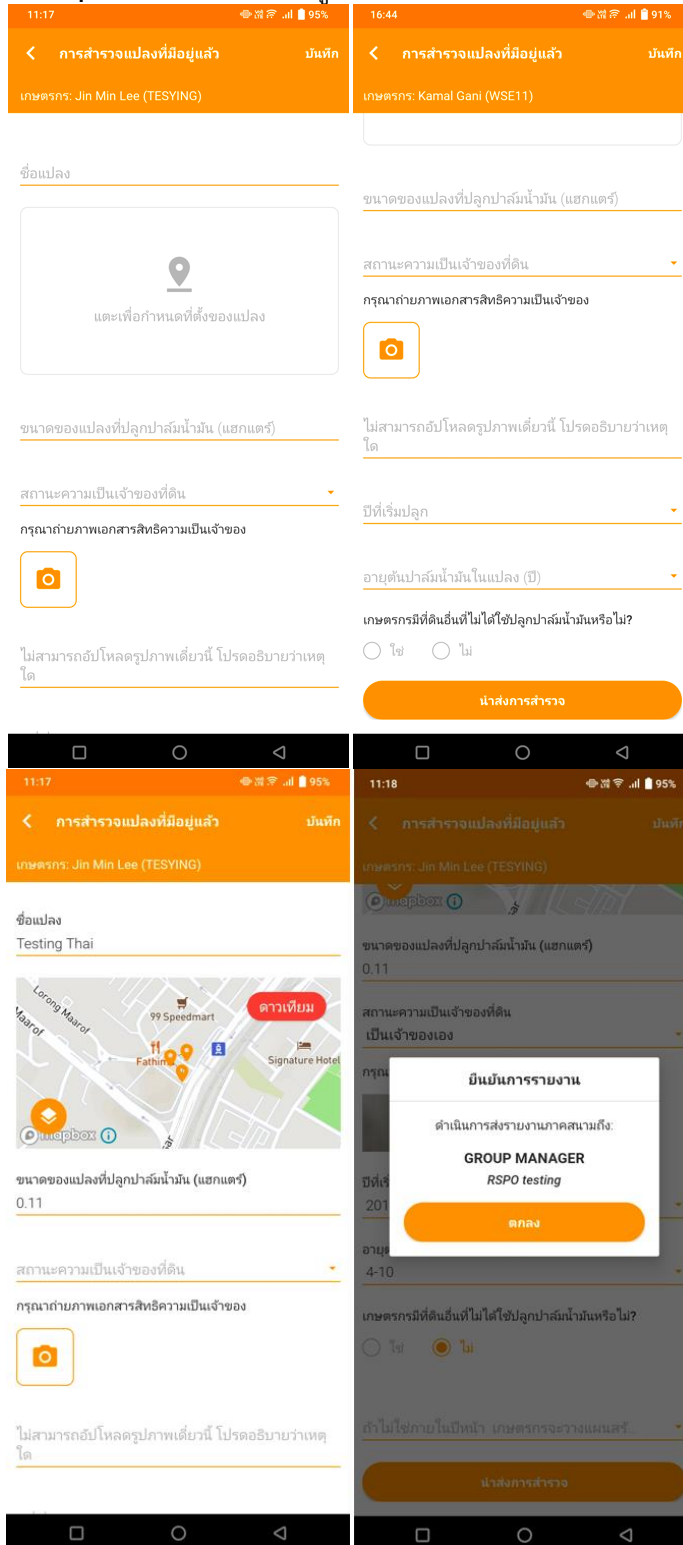 11:17
95%
การสำรวจแปลงที่มีอยู่แล้ว
บันทึก
เกษตรกร: Jin Min Lee (TESYING)
ชื่อแปลง
แตะเพื่อกำหนดที่ตั้งของแปลง
ขนาดของแปลงที่ปลูกปาล์มน้ำมัน (แฮกแตร์)
สถานะความเป็นเจ้าของที่ดิน
กรุณาถ่ายภาพเอกสารสิทธิความเป็นเจ้าของ
ไม่สามารถอัปโหลดรูปภาพเดี่ยวนี้ โปรดอธิบายว่าเหตุ
ใด
16:44
91%
การสำรวจแปลงที่มีอยู่แล้ว
บันทึก
เกษตรกร: Kamal Gani (WSE11)
ขนาดของแปลงที่ปลูกปาล์มน้ำมัน (แฮกแตร์)
สถานะความเป็นเจ้าของที่ดิน
กรุณาถ่ายภาพเอกสารสิทธิความเป็นเจ้าของ
ไม่สามารถอัปโหลดรูปภาพเดี่ยวนี้ โปรดอธิบายว่าเหตุ
ใด
ปีที่เริ่มปลูก
อายุต้นปาล์มน้ำมันในแปลง (ปี)
เกษตรกรมีที่ดินอื่นที่ไม่ได้ใช้ปลูกปาล์มน้ำมันหรือไม่?
ใช่
ไม่
นำส่งการสำรวจ
11:17
95%
การสำรวจแปลงที่มีอยู่แล้ว
บันทึก
เกษตรกร: Jin Min Lee (TESYING)
ชื่อแปลง
Testing Thai
Lorong Maarof
Maarof
99 Speedmart
ดาวเทียม
Fathin
Signature Hotel
mapbox
ขนาดของแปลงที่ปลูกปาล์มน้ำมัน (แฮกแตร์)
0.11
สถานะความเป็นเจ้าของที่ดิน
กรุณาถ่ายภาพเอกสารสิทธิความเป็นเจ้าของ
ไม่สามารถอัปโหลดรูปภาพเดี่ยวนี้ โปรดอธิบายว่าเหตุ
ใด
11:18
95%
การสำรวจแปลงที่มีอยู่แล้ว
บันทึก
เกษตรกร: Jin Min Lee (TESYING)
mapbox
ขนาดของแปลงที่ปลูกปาล์มน้ำมัน (แฮกแตร์)
0.11
สถานะความเป็นเจ้าของที่ดิน
เป็นเจ้าของเอง
ยืนยันการรายงาน
ดำเนินการส่งรายงานภาคสนามถึง:
GROUP MANAGER
RSPO testing
ตกลง
201
4-10
เกษตรกรมีที่ดินอื่นที่ไม่ได้ใช้ปลูกปาล์มน้ำมันหรือไม่?
ใช่
ไม่
ถ้าไม่ใช่ภายในปีหน้า เกษตรกรจะวางแผนสร้..
นำส่งการสำรวจ